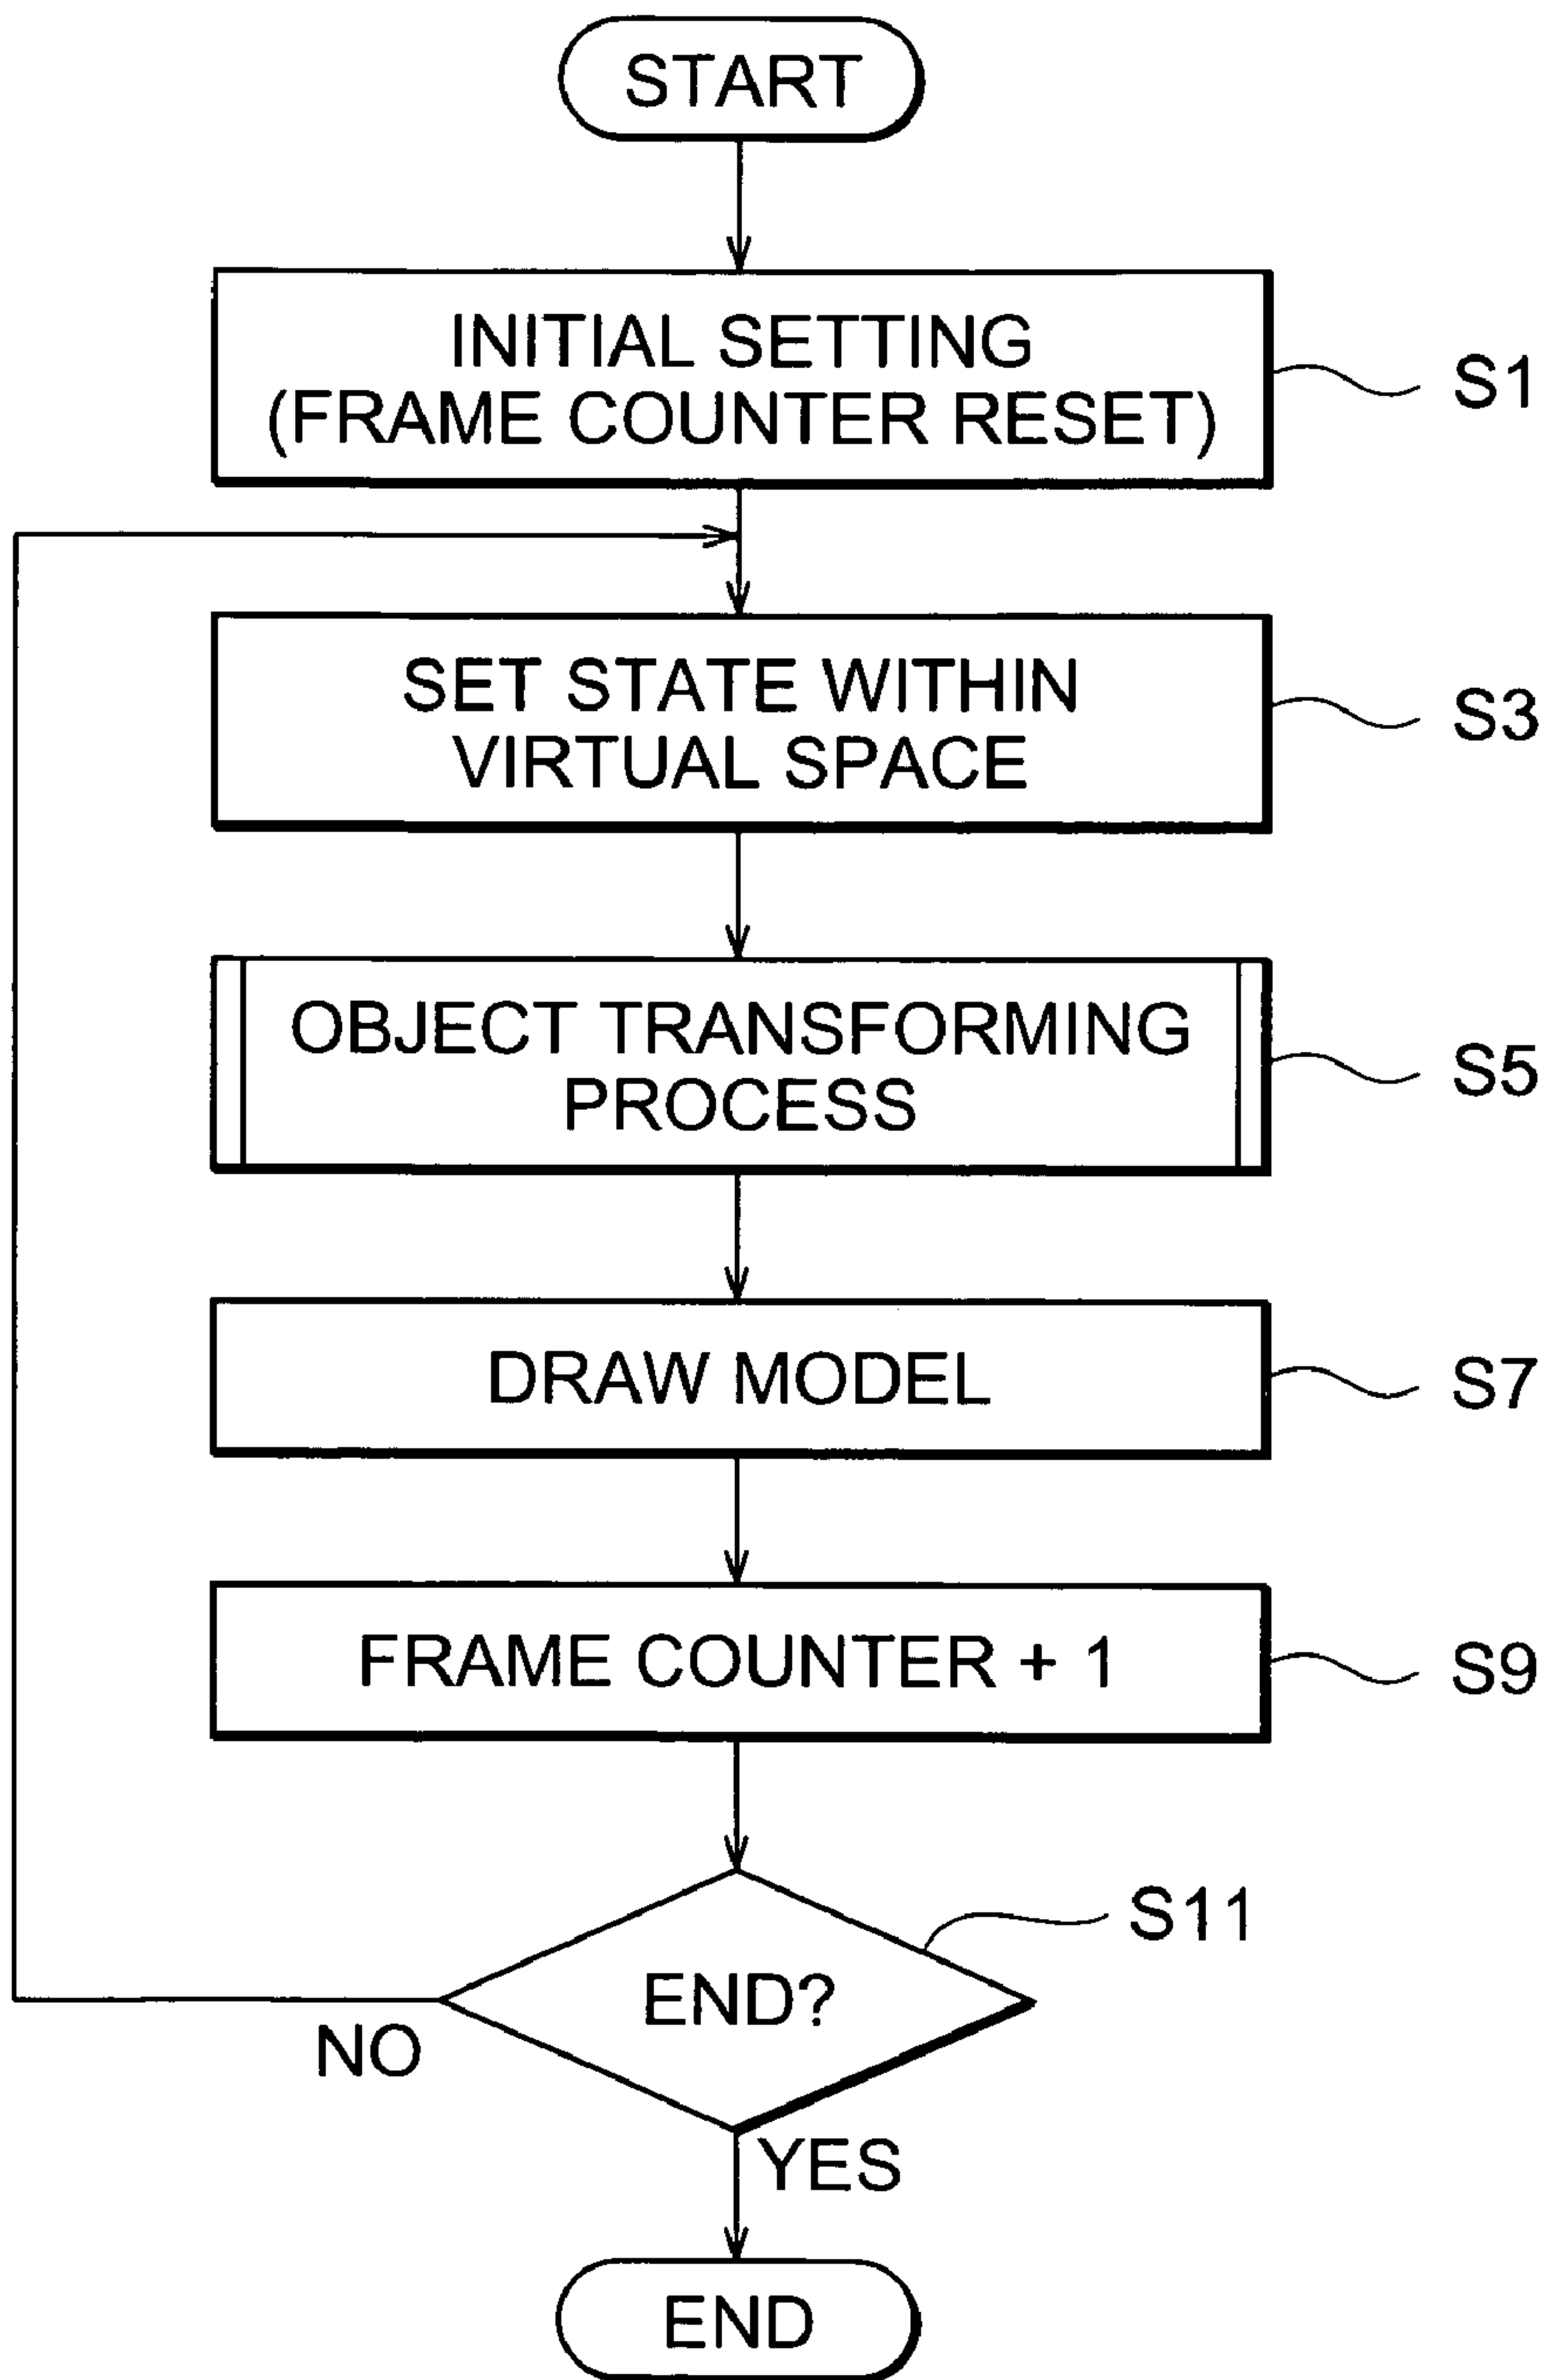 START
INITIAL SETTING
(FRAME COUNTER RESET)
S1
SET STATE WITHIN
VIRTUAL SPACE
S3
OBJECT TRANSFORMING
PROCESS
S5
DRAW MODEL
S7
FRAME COUNTER + 1
S9
S11
END?
NO
YES
END